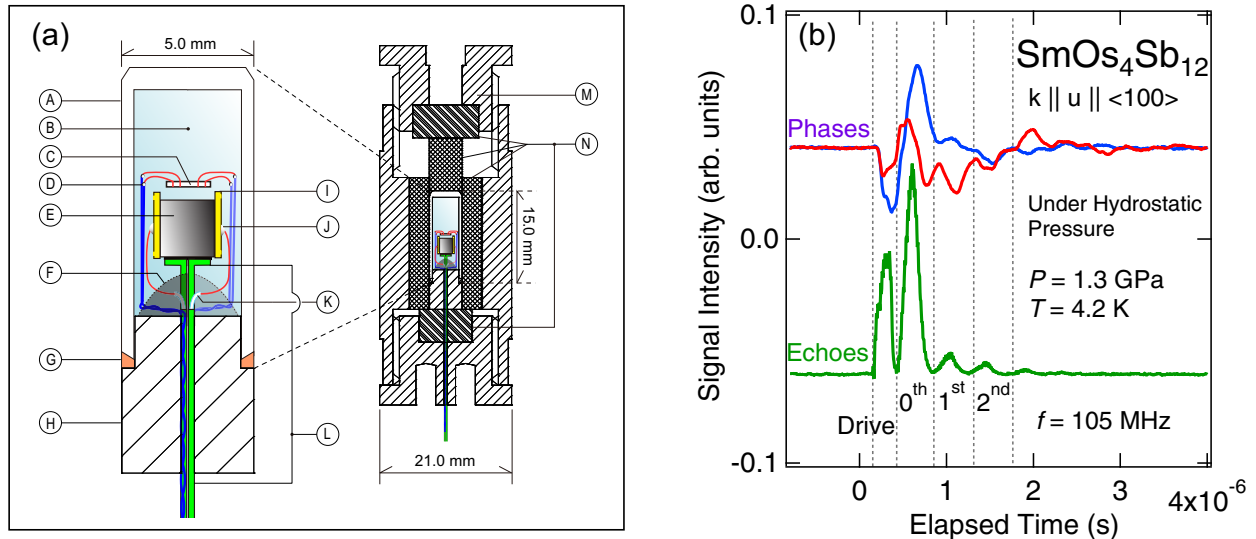 (a)
5.0 mm
A
B
C
D
E
F
G
H
I
J
K
L
M
N
15.0 mm
21.0 mm
(b)
SmOs₄Sb₁₂
k || u || <100>
Phases
Under Hydrostatic
Pressure
P = 1.3 GPa
T = 4.2 K
Echoes
0th 1st 2nd
Drive
f = 105 MHz
Signal Intensity (arb. units)
0.1
0.0
-0.1
0 1 2 3 4x10⁻⁶
Elapsed Time (s)